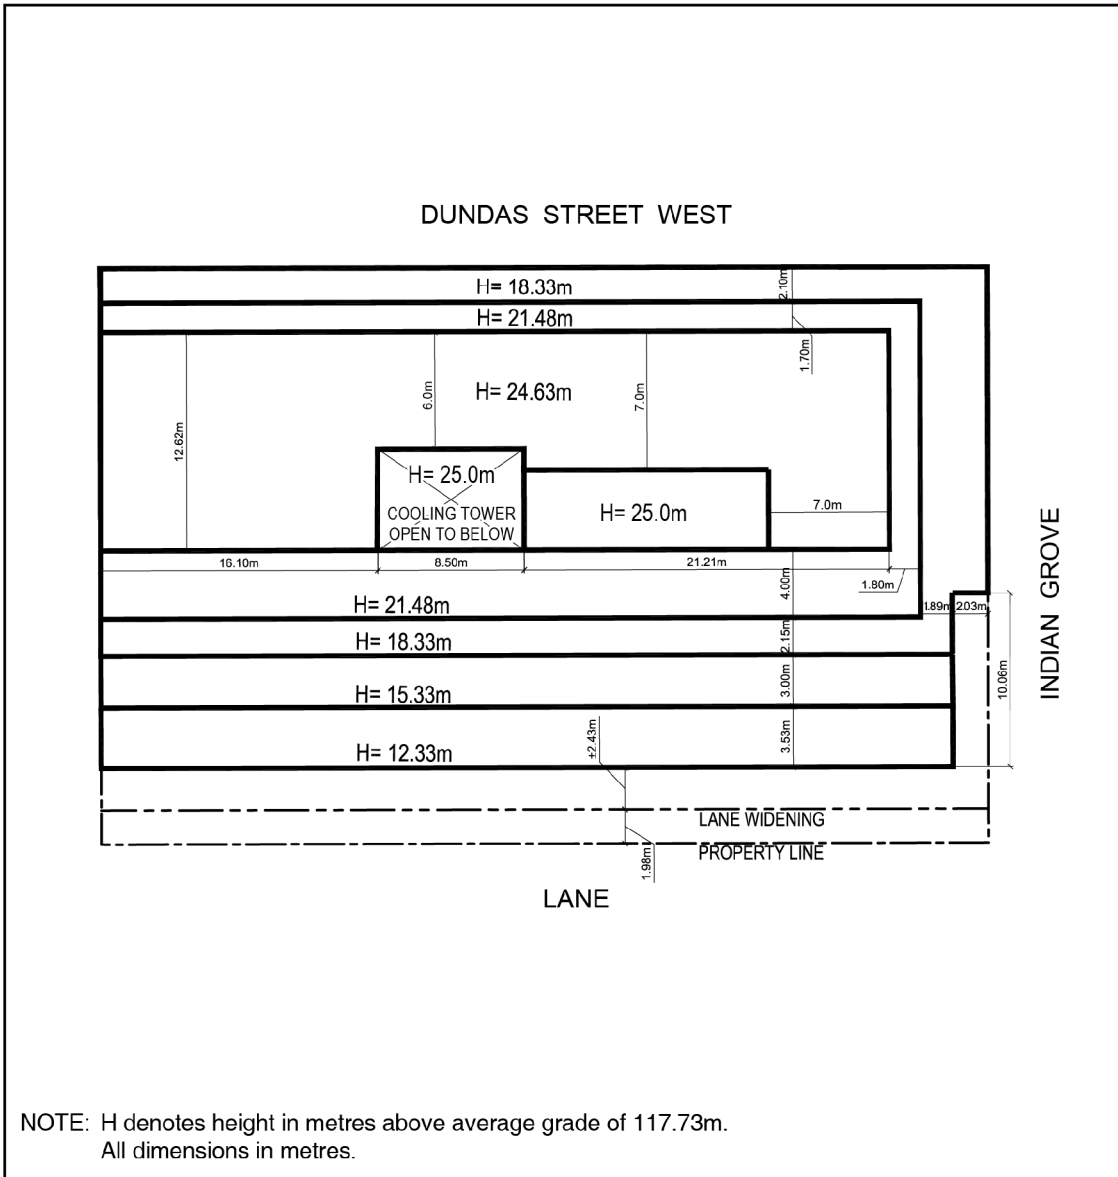 DUNDAS STREET WEST
H= 18.33m
2.10m
H= 21.48m
1.70m
12.62m
6.0m
H= 24.63m
7.0m
H= 25.0m
COOLING TOWER
OPEN TO BELOW
H= 25.0m
7.0m
16.10m
8.50m
21.21m
4.00m
1.80m
INDIAN GROVE
H= 21.48m
1.89m
2.03m
H= 18.33m
2.15m
10.06m
H= 15.33m
3.00m
H= 12.33m
±2.43m
3.53m
LANE WIDENING
PROPERTY LINE
1.98m
LANE
NOTE: H denotes height in metres above average grade of 117.73m.
All dimensions in metres.